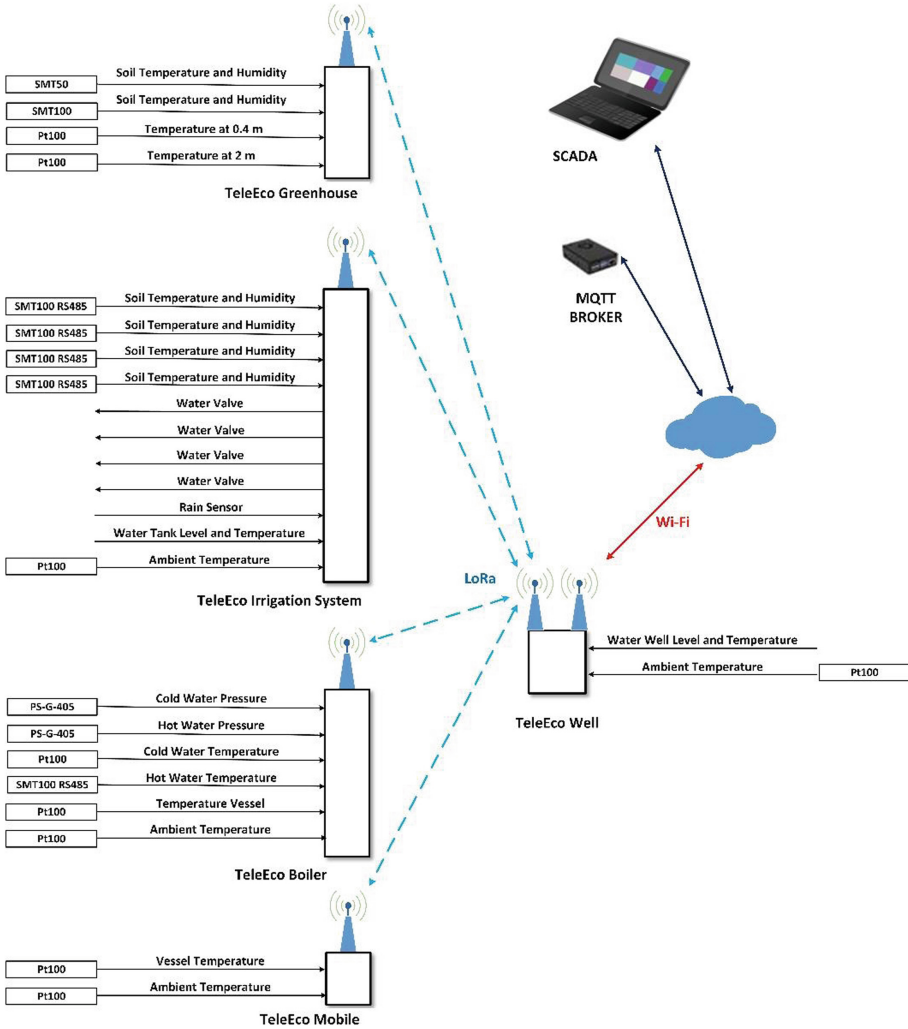 SMT50
Soil Temperature and Humidity
SMT100
Soil Temperature and Humidity
Pt100
Temperature at 0.4 m
Pt100
Temperature at 2 m
TeleEco Greenhouse
SMT100 RS485
Soil Temperature and Humidity
SMT100 RS485
Soil Temperature and Humidity
SMT100 RS485
Soil Temperature and Humidity
SMT100 RS485
Soil Temperature and Humidity
Water Valve
Water Valve
Water Valve
Water Valve
Rain Sensor
Water Tank Level and Temperature
Pt100
Ambient Temperature
TeleEco Irrigation System
PS-G-405
Cold Water Pressure
PS-G-405
Hot Water Pressure
Pt100
Cold Water Temperature
SMT100 RS485
Hot Water Temperature
Pt100
Temperature Vessel
Pt100
Ambient Temperature
TeleEco Boiler
Pt100
Vessel Temperature
Pt100
Ambient Temperature
TeleEco Mobile
SCADA
MQTT
BROKER
Wi-Fi
LoRa
Water Well Level and Temperature
Ambient Temperature
Pt100
TeleEco Well